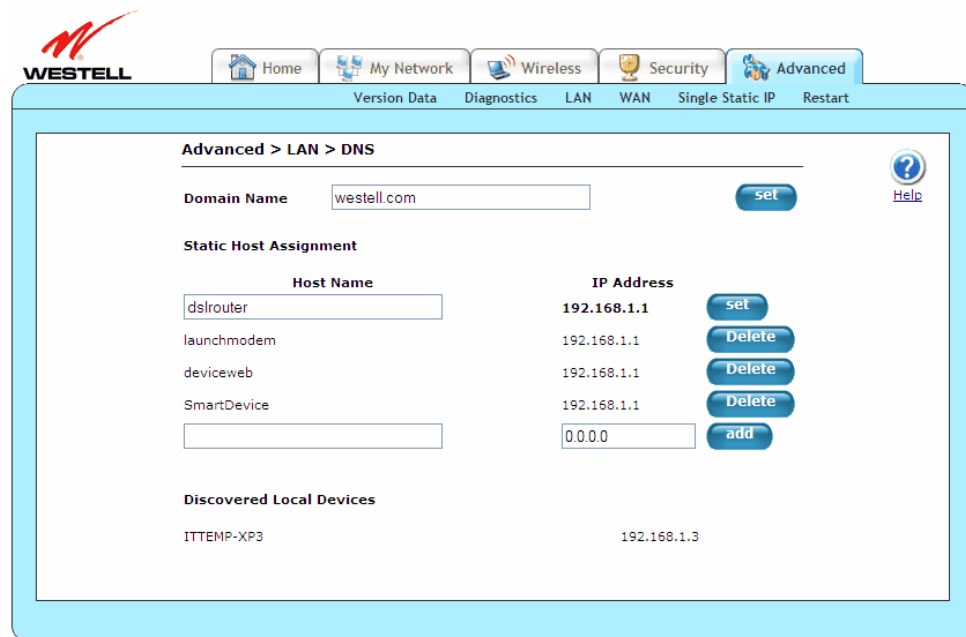 WESTELL
Home My Network Wireless Security Advanced
Version Data Diagnostics LAN WAN Single Static IP Restart
Advanced > LAN > DNS
Help
Domain Name westell.com set
Static Host Assignment
Host Name IP Address
dslrouter 192.168.1.1 set
launchmodem 192.168.1.1 Delete
deviceweb 192.168.1.1 Delete
SmartDevice 192.168.1.1 Delete
0.0.0.0 add
Discovered Local Devices
ITTEMP-XP3 192.168.1.3